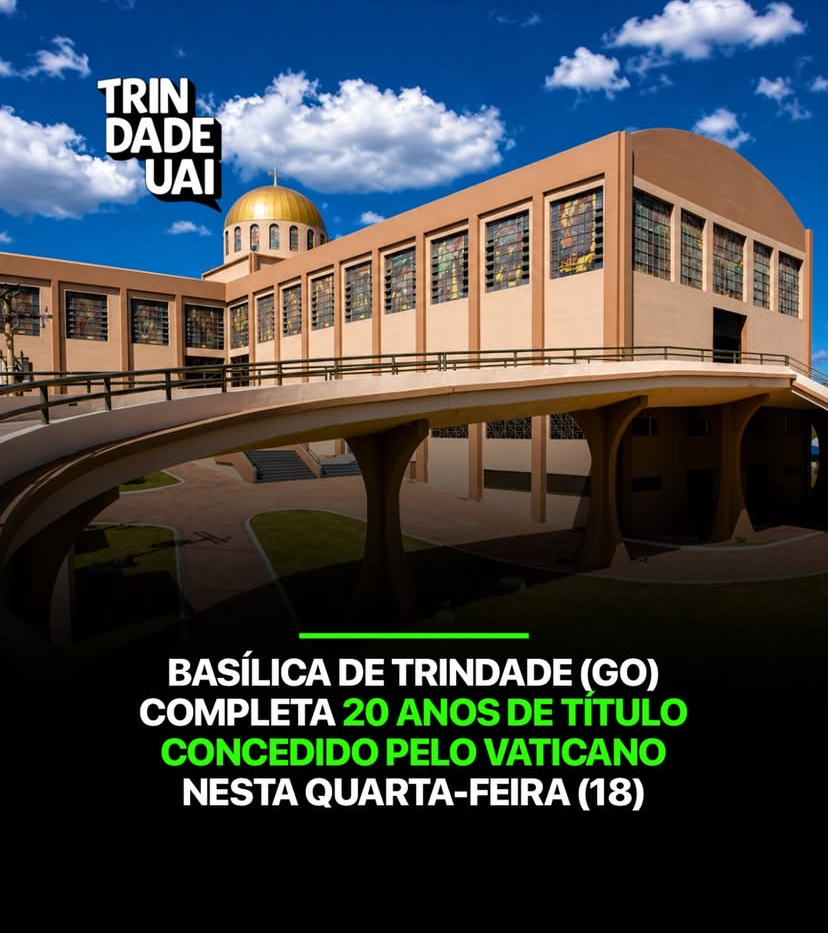 TRIN
DADE
UAI
BASÍLICA DE TRINDADE (GO)
COMPLETA 20 ANOS DE TÍTULO
CONCEDIDO PELO VATICANO
NESTA QUARTA-FEIRA (18)